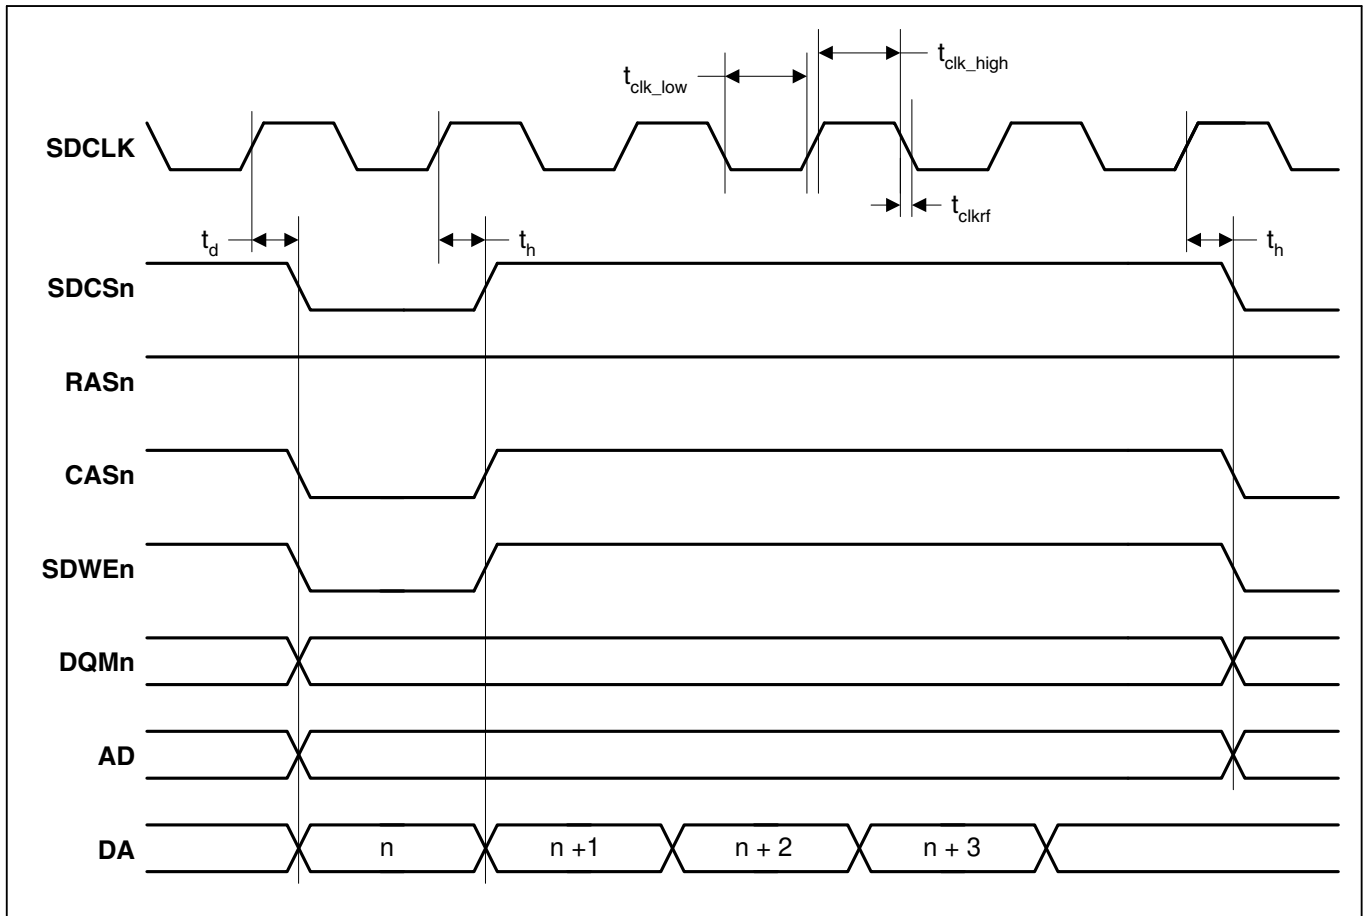 t_clk_high
t_clk_low
SDCLK
t_clkrf
t_d
t_h
t_h
SDCSn
RASn
CASn
SDWEn
DQMn
AD
DA
n
n +1
n + 2
n + 3